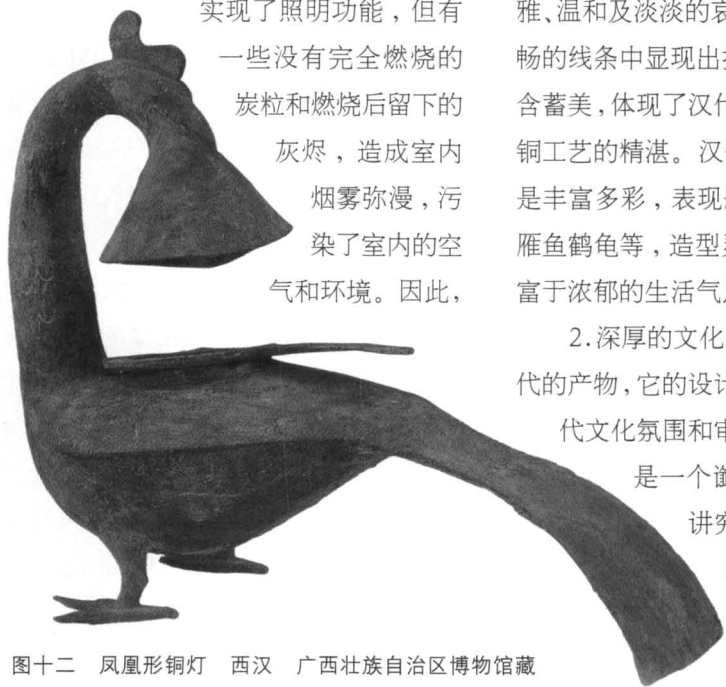 实现了照明功能，但有
一些没有完全燃烧的
炭粒和燃烧后留下的
灰烬，造成室内
烟雾弥漫，污
染了室内的空
气和环境。因此，
图十二 凤凰形铜灯 西汉 广西壮族自治区博物馆藏
雅、温和及淡淡的哀
畅的线条中显现出
含蓄美，体现了汉代
铜工艺的精湛。汉
是丰富多彩，表现
雁鱼鹤龟等，造型
富于浓郁的生活气
2.深厚的文化
代的产物，它的设计
代文化氛围和审
是一个
讲究